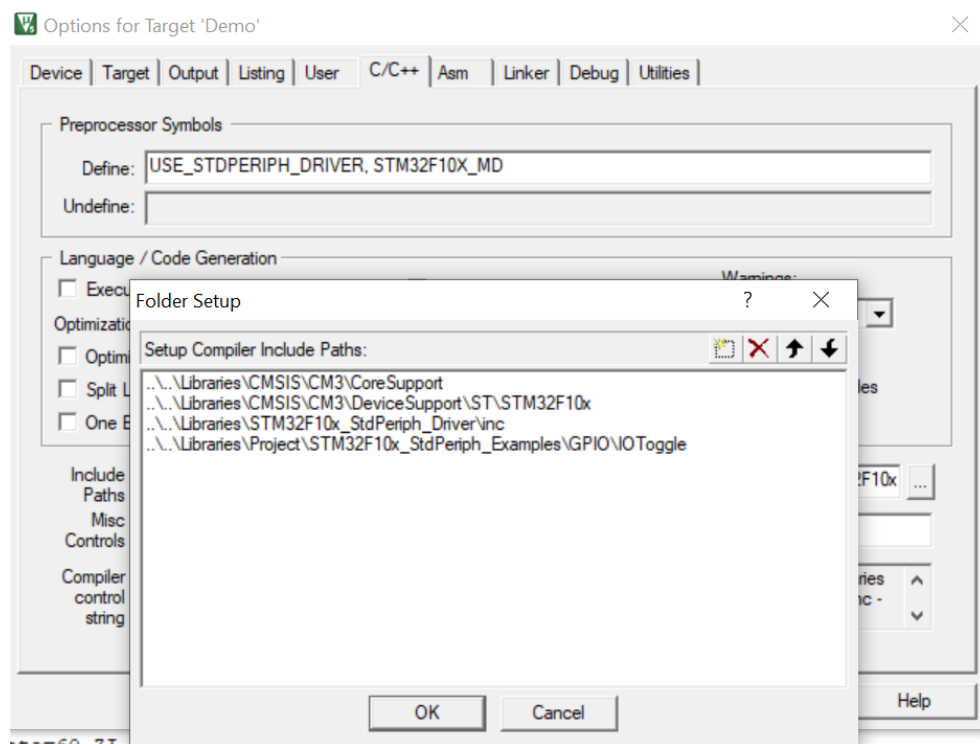 Options for Target 'Demo'
Device Target Output Listing User C/C++ Asm Linker Debug Utilities
Preprocessor Symbols
Define: USE_STDPERIPH_DRIVER, STM32F10X_MD
Undefine:
Language / Code Generation
Warnings:
Folder Setup ?
Setup Compiler Include Paths:
..\..\Libraries\CMSIS\CM3\CoreSupport
..\..\Libraries\CMSIS\CM3\DeviceSupport\ST\STM32F10x
..\..\Libraries\STM32F10x_StdPeriph_Driver\inc
..\..\Libraries\Project\STM32F10x_StdPeriph_Examples\GPIO\IOToggle
Split
One
Include
Paths
2F10x ...
Misc
Controls
Compiler
control
string
OK Cancel
Help